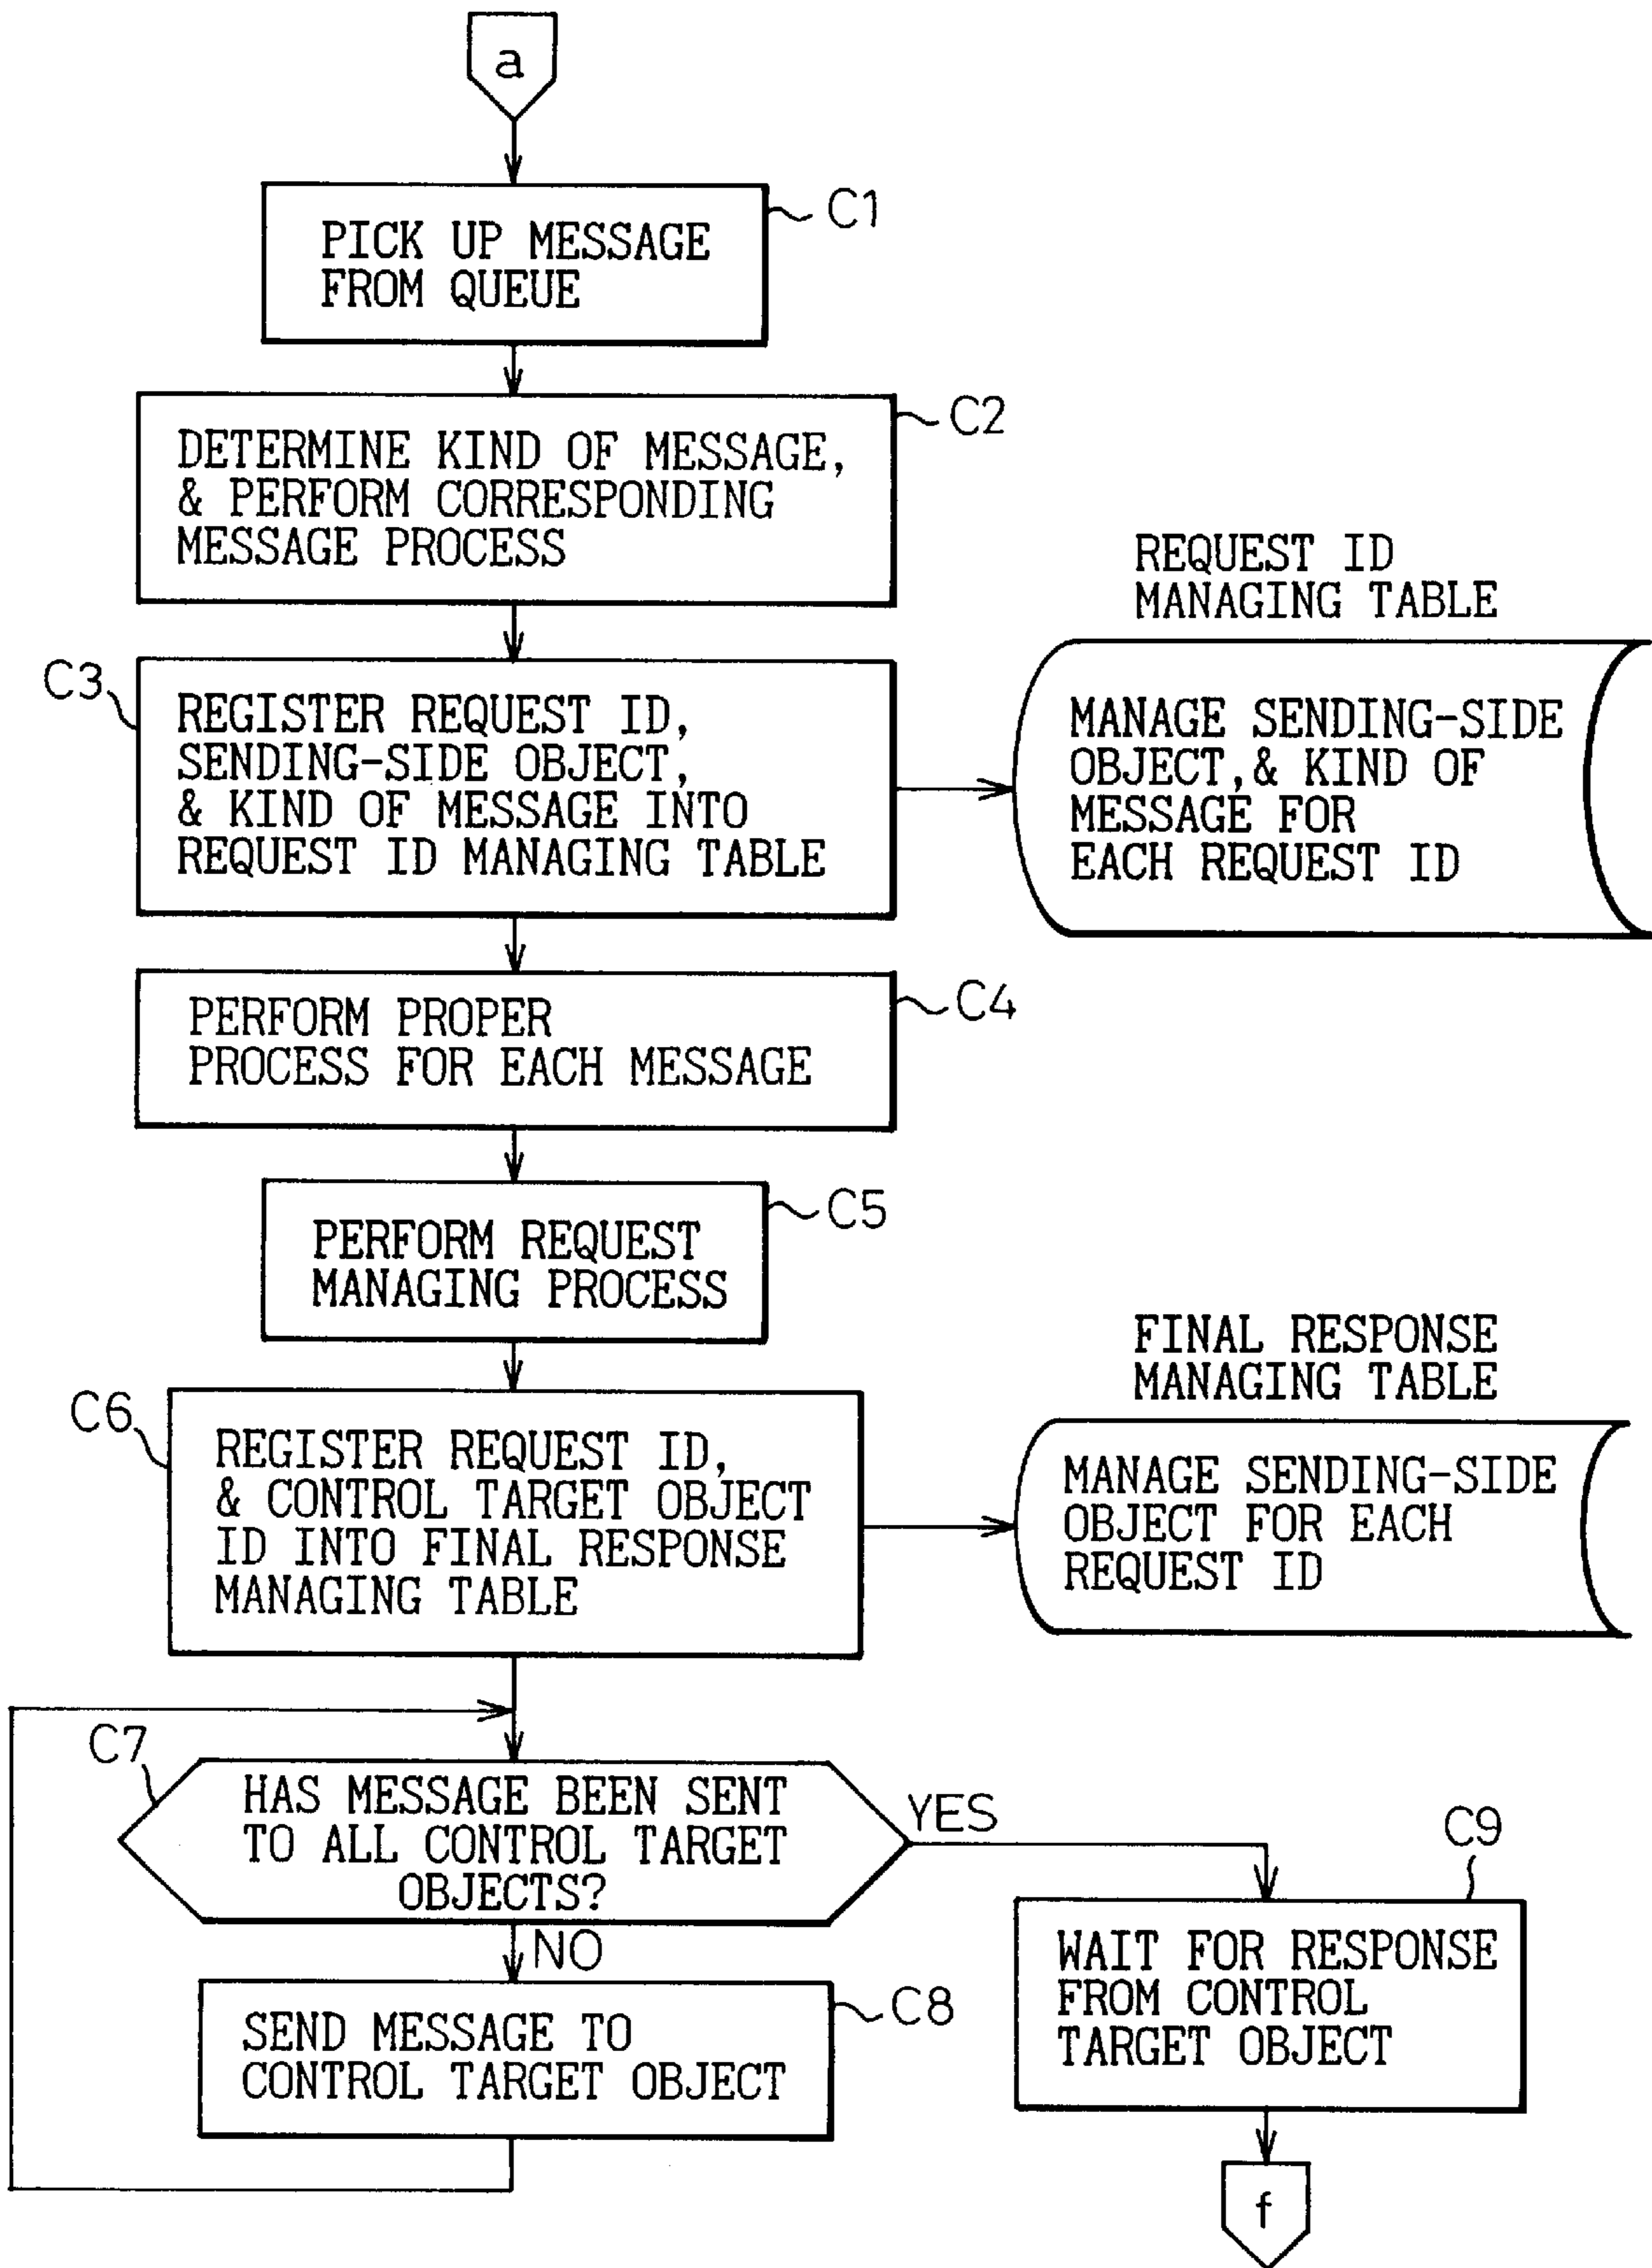 a
C1
PICK UP MESSAGE
FROM QUEUE
C2
DETERMINE KIND OF MESSAGE,
& PERFORM CORRESPONDING
MESSAGE PROCESS
REQUEST ID
MANAGING TABLE
C3
REGISTER REQUEST ID,
SENDING-SIDE OBJECT,
& KIND OF MESSAGE INTO
REQUEST ID MANAGING TABLE
MANAGE SENDING-SIDE
OBJECT,& KIND OF
MESSAGE FOR
EACH REQUEST ID
C4
PERFORM PROPER
PROCESS FOR EACH MESSAGE
C5
PERFORM REQUEST
MANAGING PROCESS
FINAL RESPONSE
MANAGING TABLE
C6
REGISTER REQUEST ID,
& CONTROL TARGET OBJECT
ID INTO FINAL RESPONSE
MANAGING TABLE
MANAGE SENDING-SIDE
OBJECT FOR EACH
REQUEST ID
C7
HAS MESSAGE BEEN SENT
TO ALL CONTROL TARGET
OBJECTS?
YES
NO
C8
SEND MESSAGE TO
CONTROL TARGET OBJECT
C9
WAIT FOR RESPONSE
FROM CONTROL
TARGET OBJECT
f